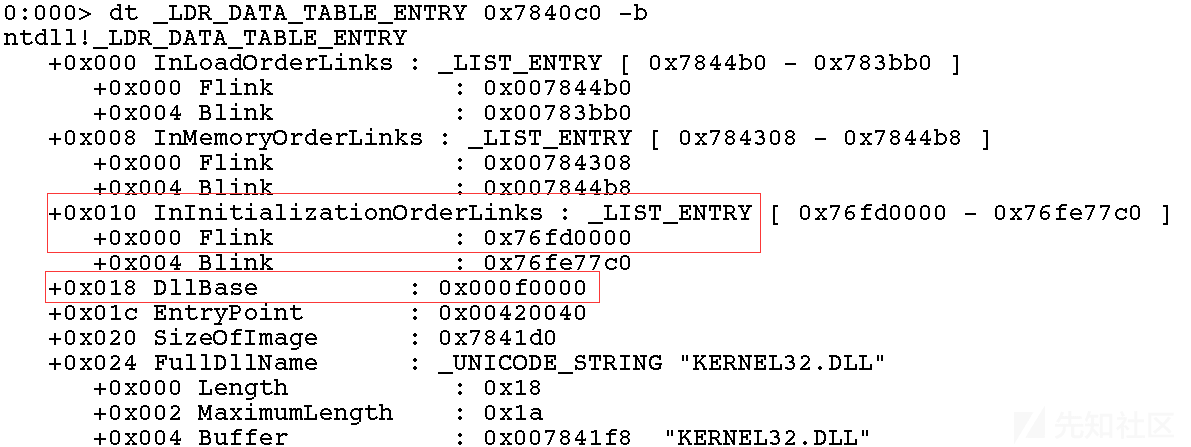 0:000> dt _LDR_DATA_TABLE_ENTRY 0x7840c0 -b
ntdll!_LDR_DATA_TABLE_ENTRY
   +0x000 InLoadOrderLinks : _LIST_ENTRY [ 0x7844b0 - 0x783bb0 ]
      +0x000 Flink            : 0x007844b0
      +0x004 Blink            : 0x00783bb0
   +0x008 InMemoryOrderLinks : _LIST_ENTRY [ 0x784308 - 0x7844b8 ]
      +0x000 Flink            : 0x00784308
      +0x004 Blink            : 0x007844b8
   +0x010 InInitializationOrderLinks : _LIST_ENTRY [ 0x76fd0000 - 0x76fe77c0 ]
      +0x000 Flink            : 0x76fd0000
      +0x004 Blink            : 0x76fe77c0
   +0x018 DllBase          : 0x000f0000
   +0x01c EntryPoint       : 0x00420040
   +0x020 SizeOfImage      : 0x7841d0
   +0x024 FullDllName      : _UNICODE_STRING "KERNEL32.DLL"
      +0x000 Length           : 0x18
      +0x002 MaximumLength    : 0x1a
      +0x004 Buffer           : 0x007841f8  "KERNEL32.DLL"
先知社区